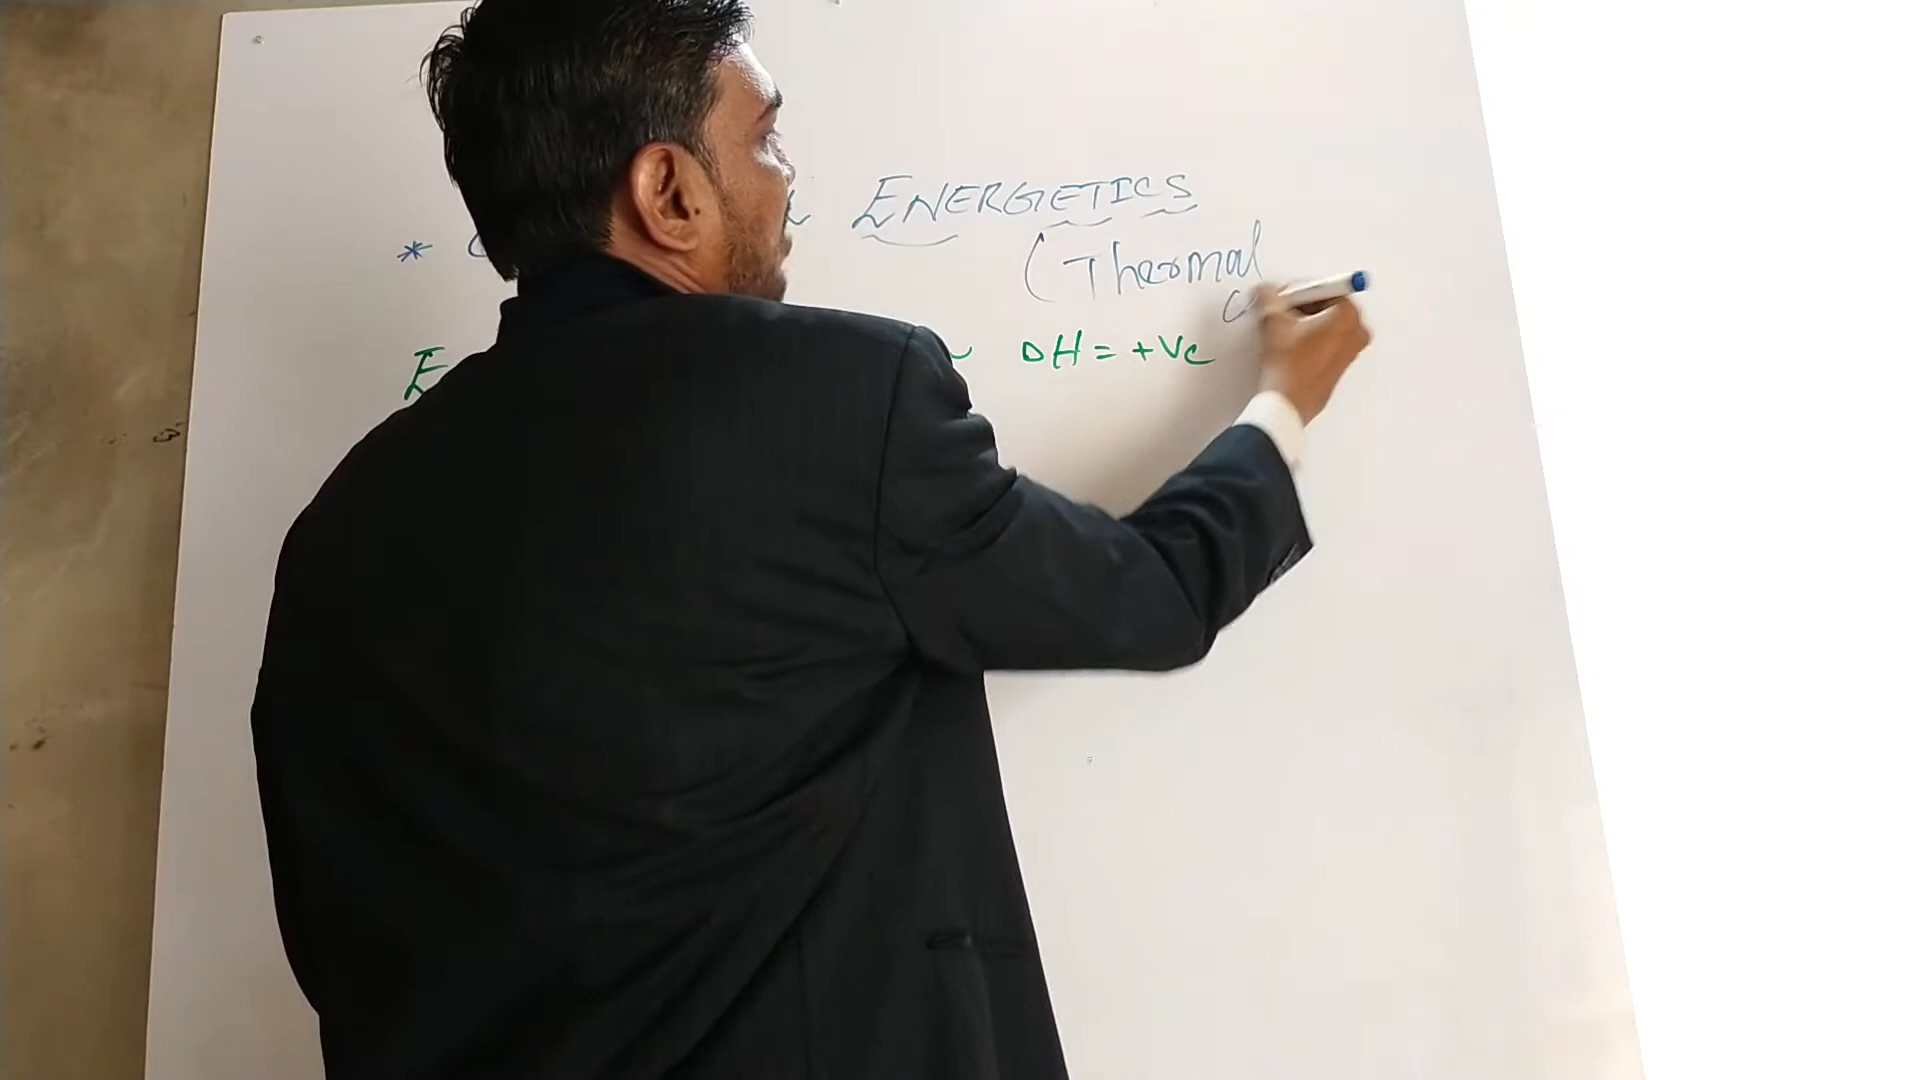 * ENERGETICS
(Thermal
E ΔH = +Ve